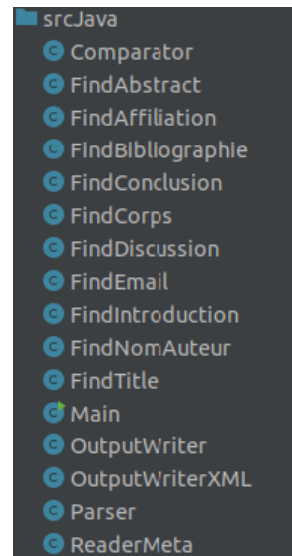 srcJava
Comparator
FindAbstract
FindAffiliation
FindBibliographie
FindConclusion
FindCorps
FindDiscussion
FindEmail
FindIntroduction
FindNomAuteur
FindTitle
Main
OutputWriter
OutputWriterXML
Parser
ReaderMeta